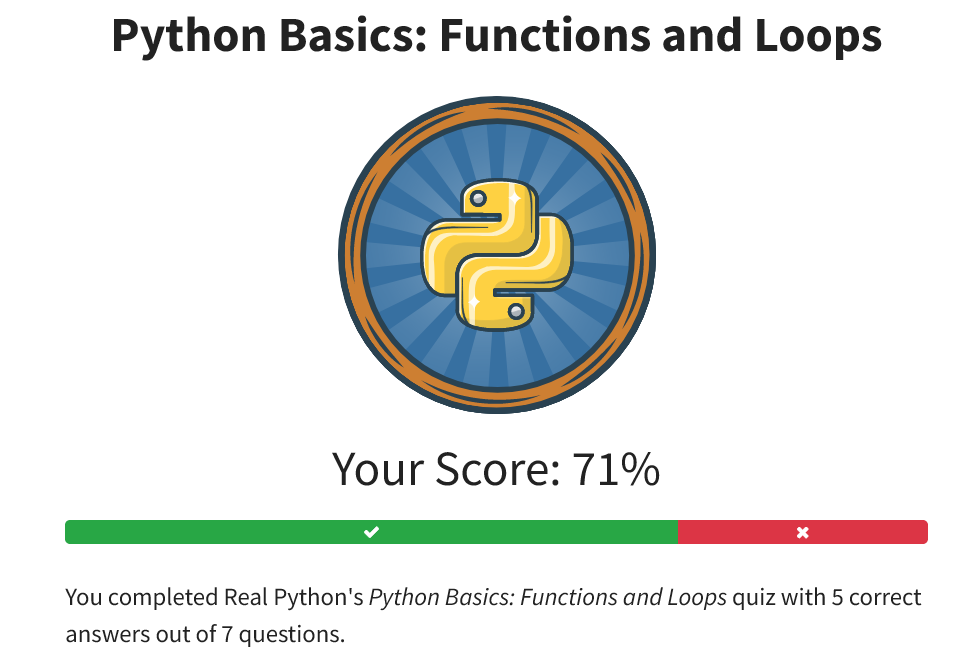 Python Basics: Functions and Loops
Your Score: 71%
You completed Real Python's Python Basics: Functions and Loops quiz with 5 correct
answers out of 7 questions.